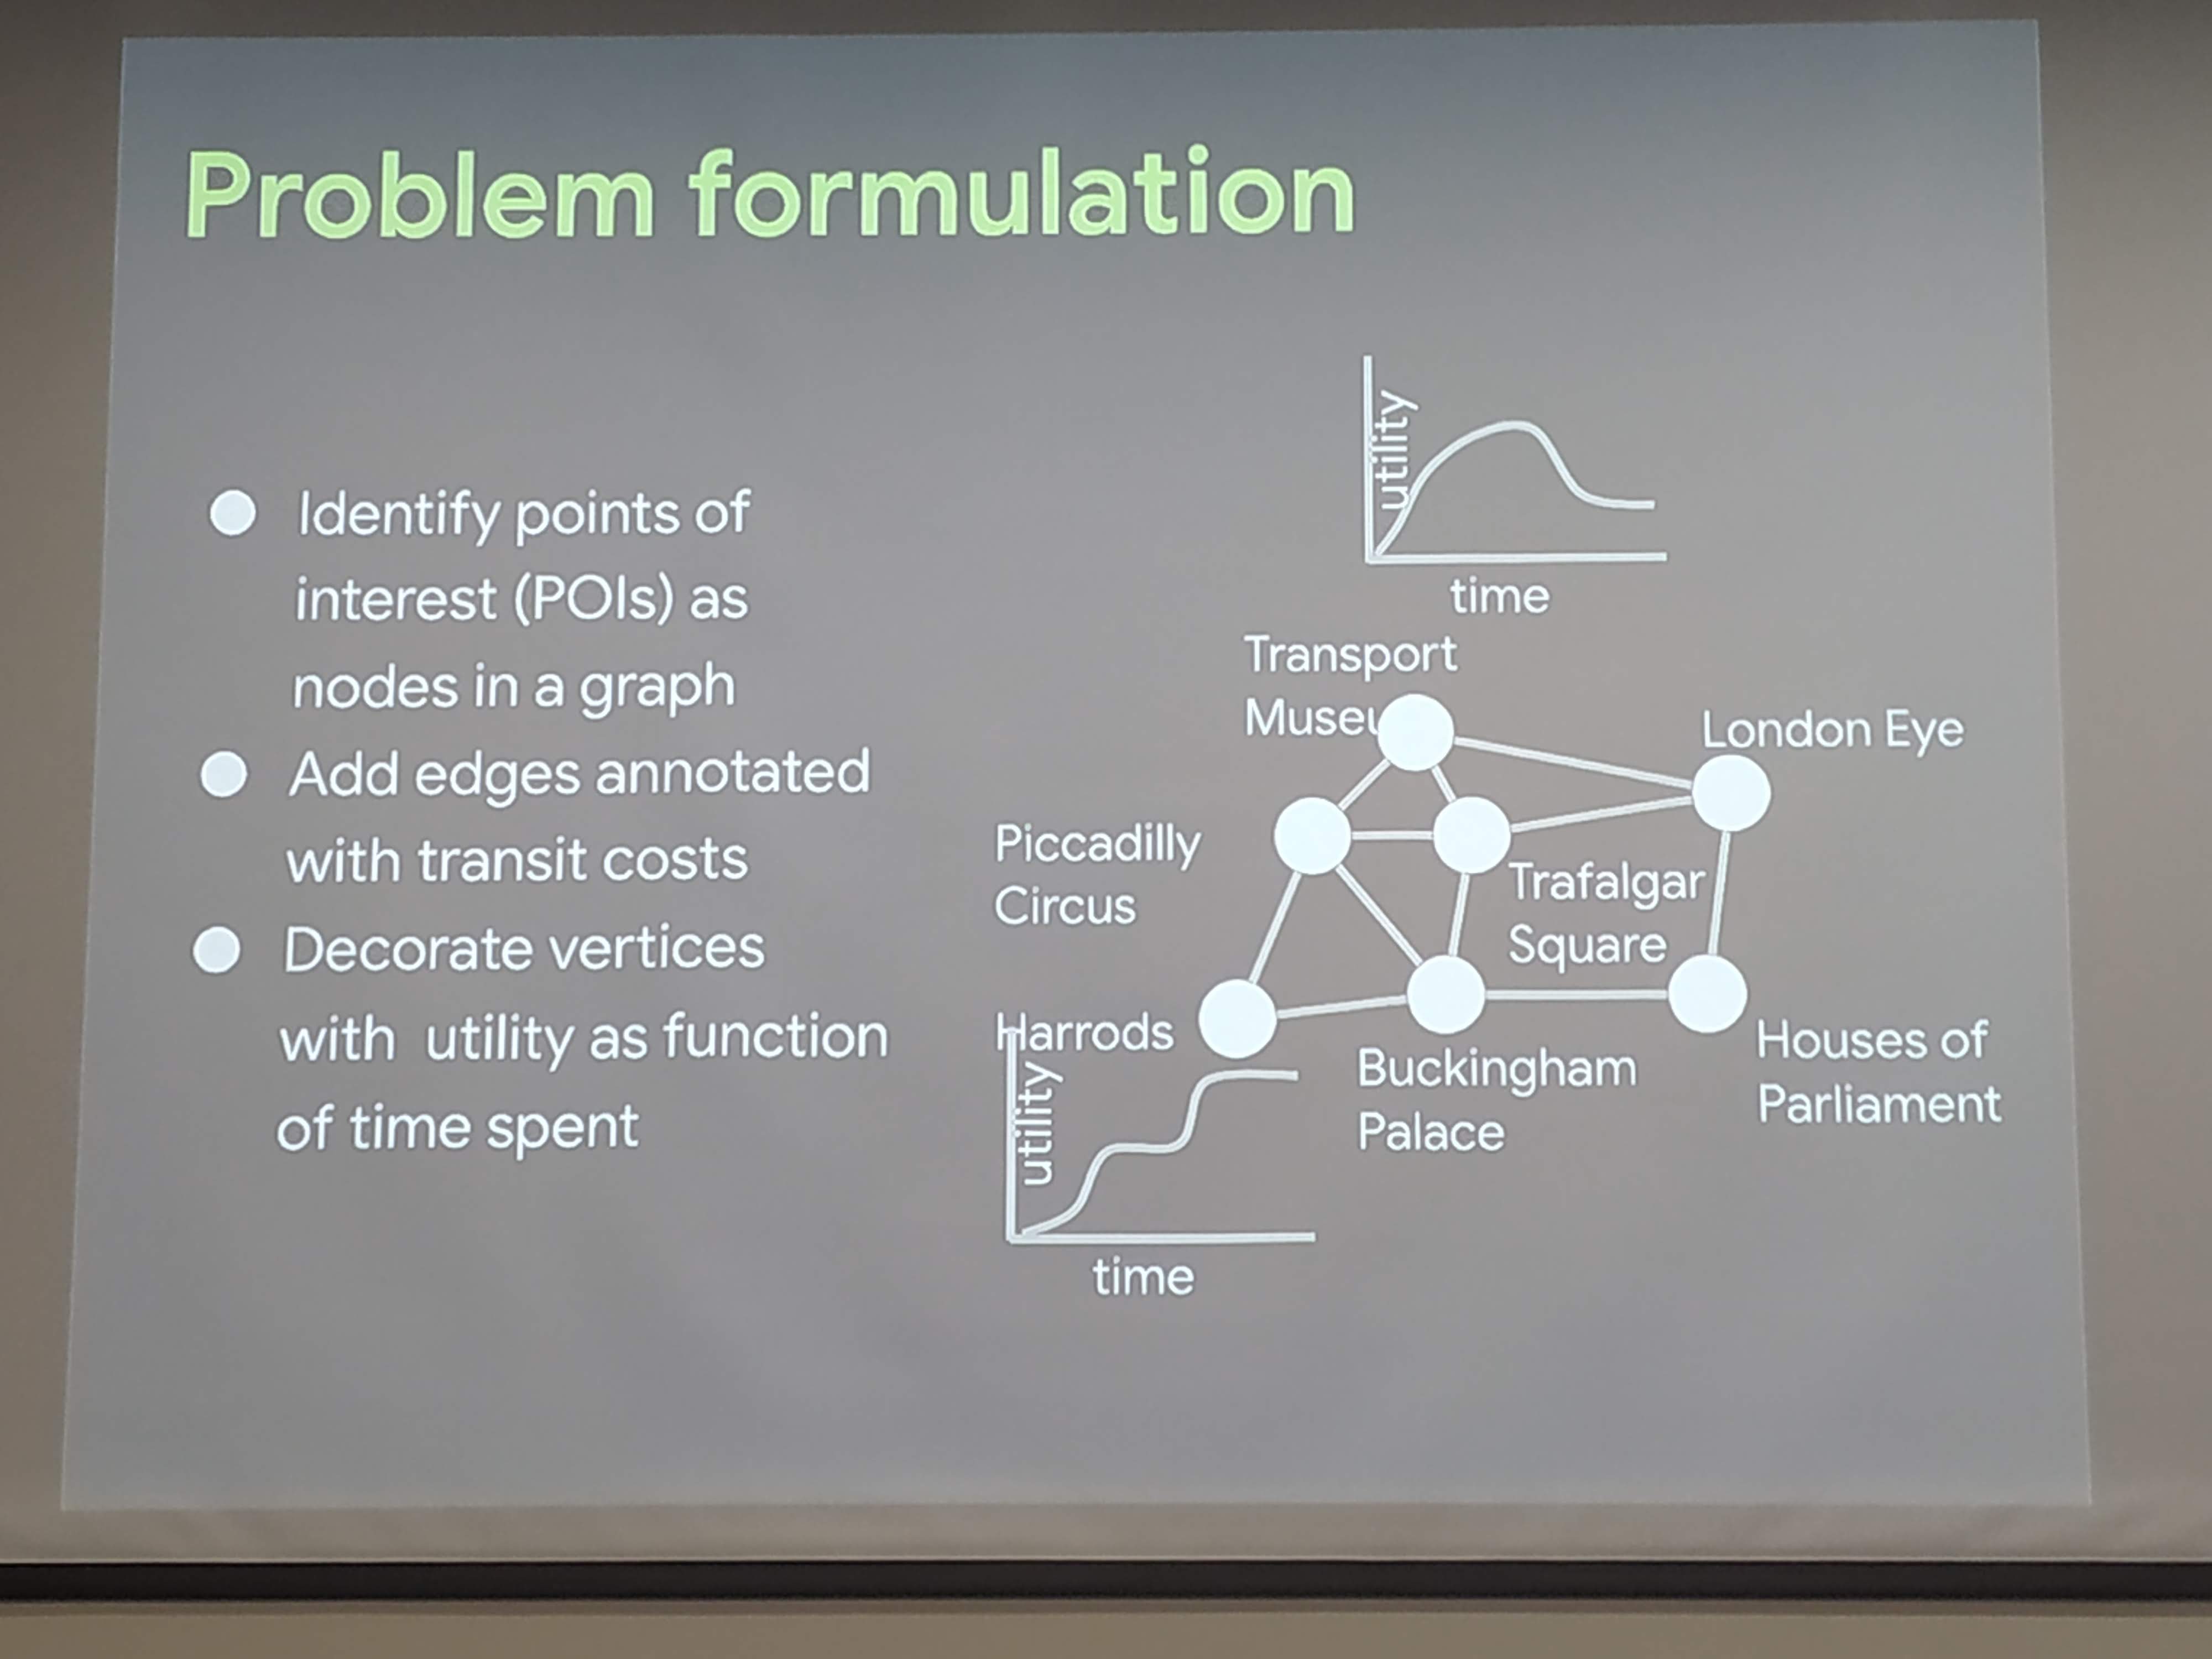 Problem formulation
Identify points of
interest (POIs) as
nodes in a graph
Add edges annotated
with transit costs
Decorate vertices
with utility as function
of time spent
utility
time
Transport
London Eye
Piccadilly
Circus
Trafalgar
Square
Harrods
Buckingham
Palace
Houses of
Parliament
utility
time